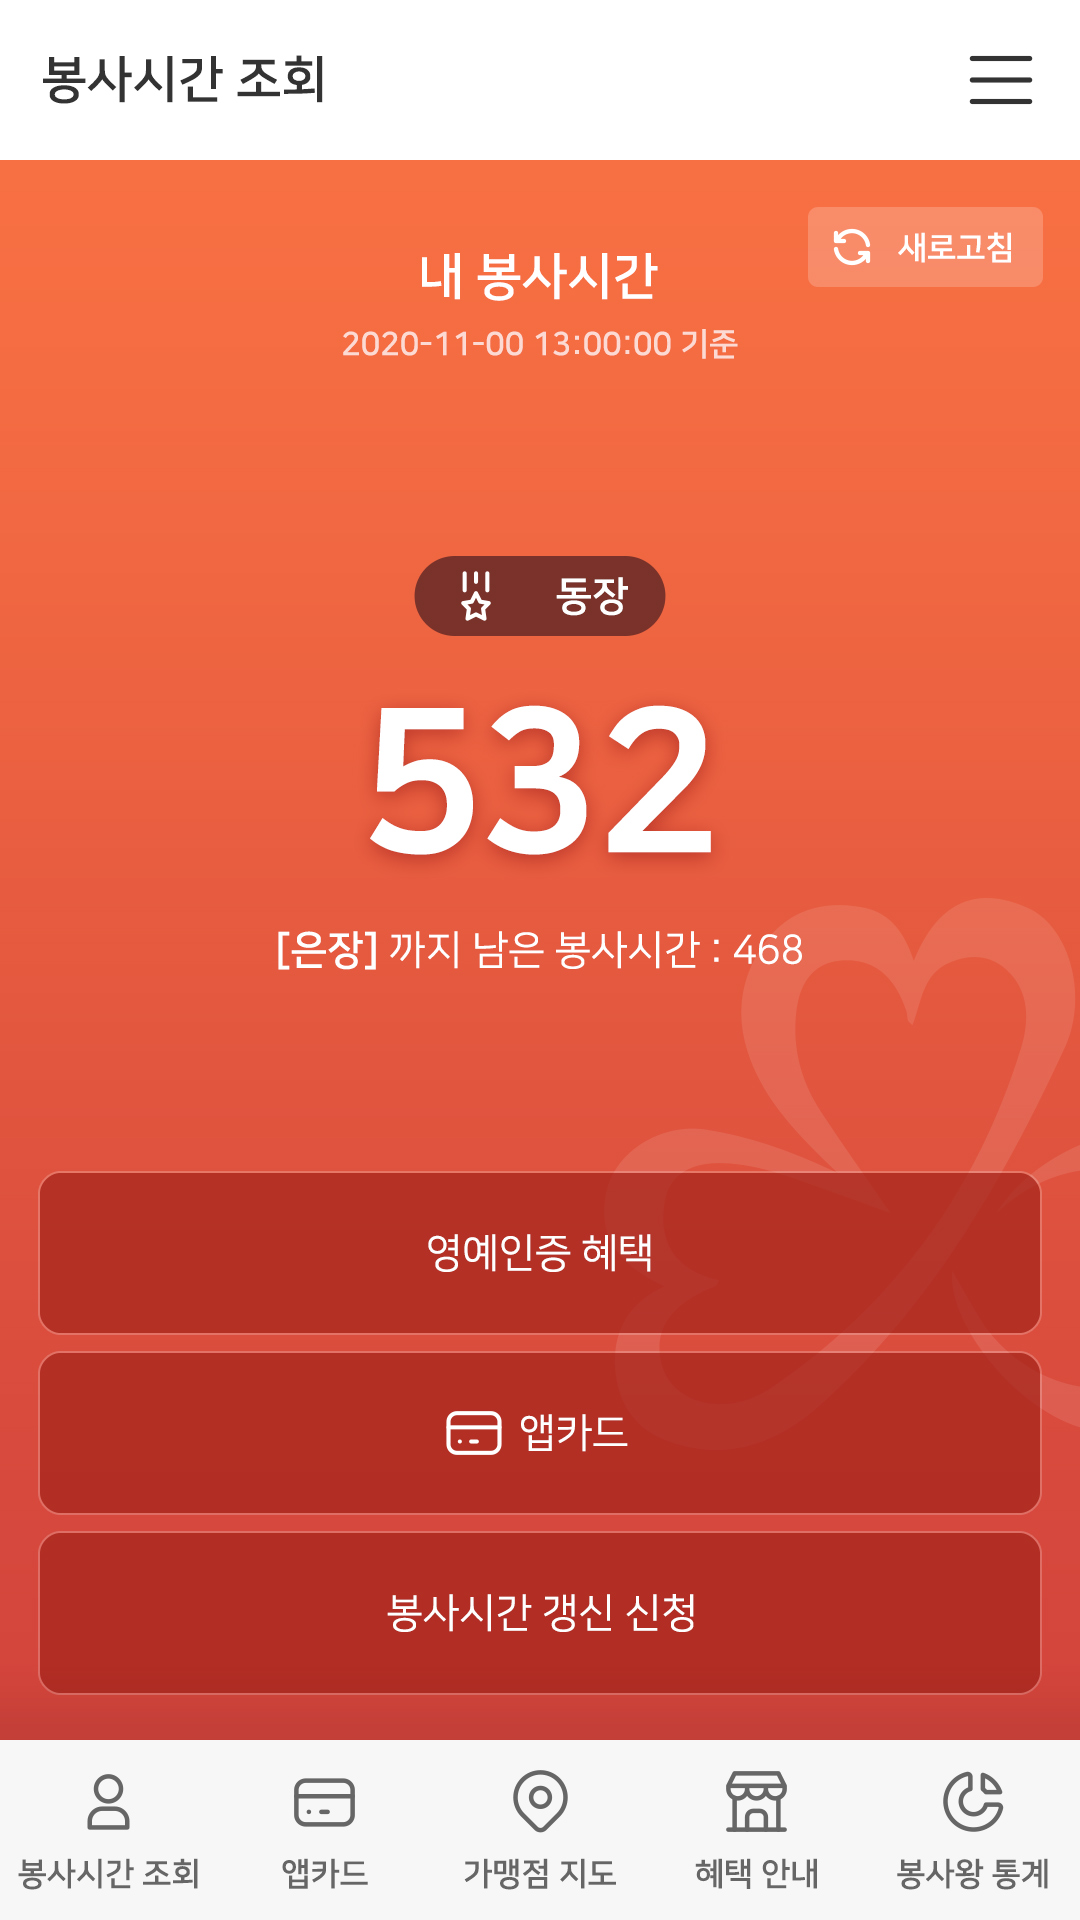 봉사시간 조회
새로고침
내 봉사시간
2020-11-00 13:00:00 기준
동장
532
[은장] 까지 남은 봉사시간 : 468
영예인증 혜택
앱카드
봉사시간 갱신 신청
봉사시간 조회 앱카드 가맹점 지도 혜택 안내 봉사왕 통계